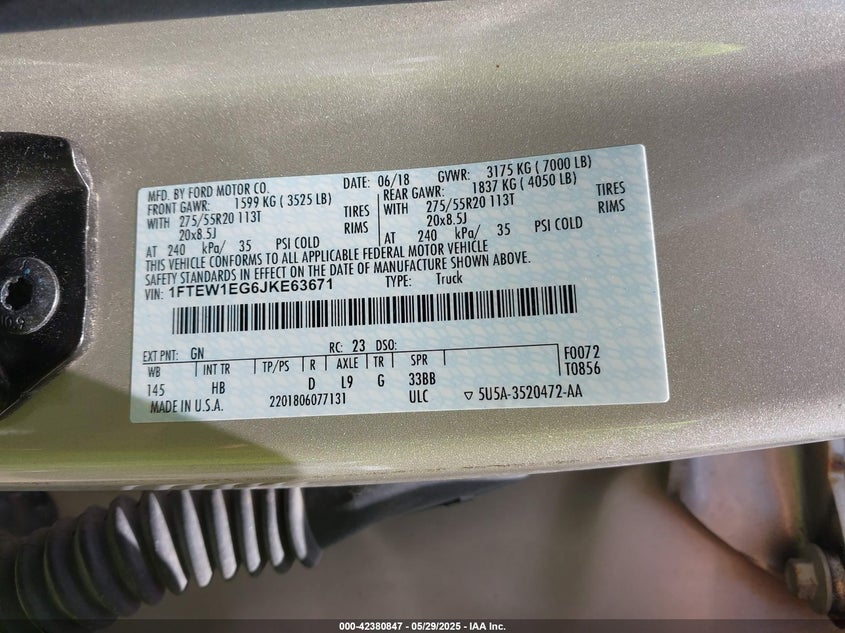 MFD. BY FORD MOTOR CO.
DATE: 06/18 GVWR: 3175 KG ( 7000 LB)
FRONT GAWR: 1599 KG ( 3525 LB)
REAR GAWR: 1837 KG ( 4050 LB)
WITH 275/55R20 113T TIRES
WITH 275/55R20 113T TIRES
20x8.5J RIMS
20x8.5J RIMS
AT 240 kPa/ 35 PSI COLD
AT 240 kPa/ 35 PSI COLD
THIS VEHICLE CONFORMS TO ALL APPLICABLE FEDERAL MOTOR VEHICLE
SAFETY STANDARDS IN EFFECT ON THE DATE OF MANUFACTURE SHOWN ABOVE.
VIN: 1FTEW1EG6JKE63671 TYPE: Truck
EXT PNT: GN RC: 23 DSO:
F0072
WB INT TR TP/PS R AXLE TR SPR
T0856
145 HB D L9 G 33BB
MADE IN U.S.A. 2201806077131 ULC ▽ 5U5A-3520472-AA
000-42380847 — 05/29/2025 — IAA Inc.